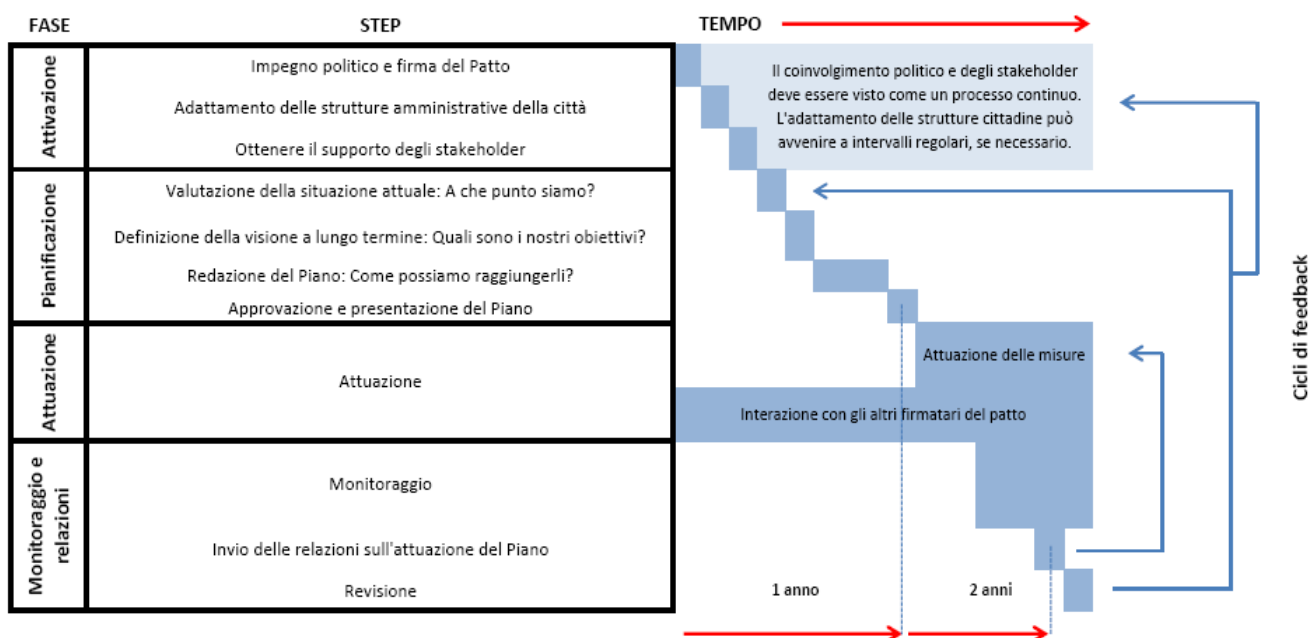 FASE STEP TEMPO
Attivazione
Impegno politico e firma del Patto
Adattamento delle strutture amministrative della città
Ottenere il supporto degli stakeholder
Il coinvolgimento politico e degli stakeholder
deve essere visto come un processo continuo.
L'adattamento delle strutture cittadine può
avvenire a intervalli regolari, se necessario.
Pianificazione
Valutazione della situazione attuale: A che punto siamo?
Definizione della visione a lungo termine: Quali sono i nostri obiettivi?
Redazione del Piano: Come possiamo raggiungerli?
Approvazione e presentazione del Piano
Attuazione
Attuazione
Attuazione delle misure
Interazione con gli altri firmatari del patto
Monitoraggio e
relazioni
Monitoraggio
Invio delle relazioni sull'attuazione del Piano
Revisione
1 anno 2 anni
Cicli di feedback